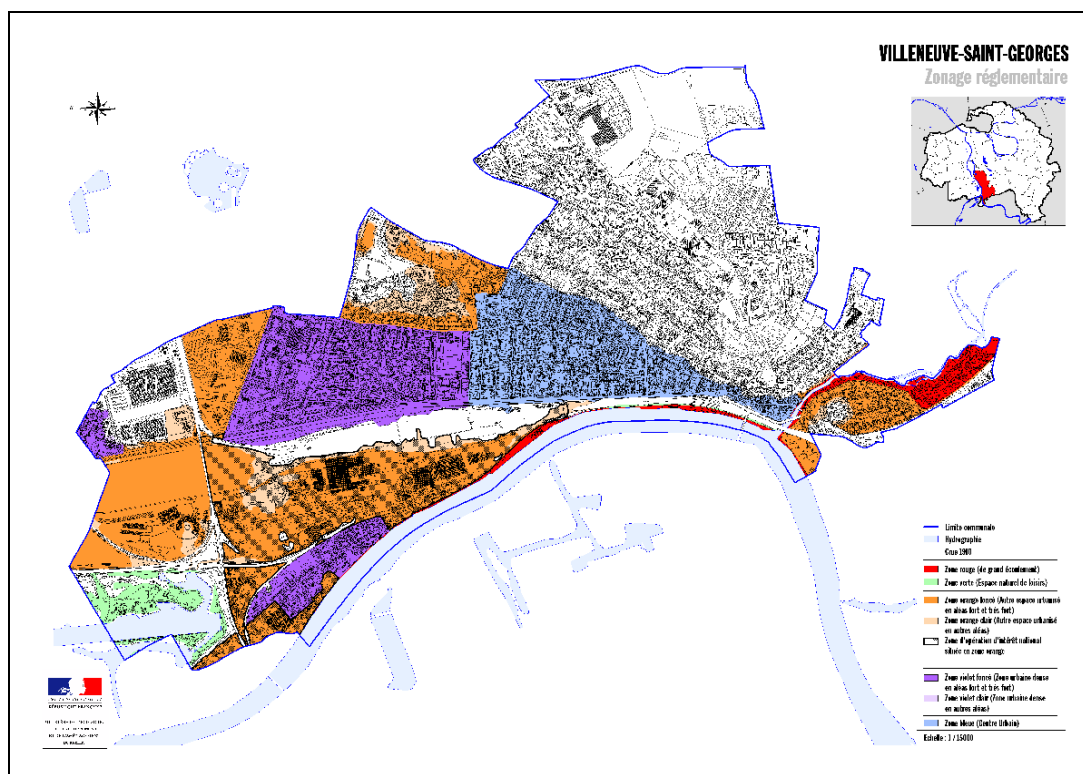 VILLENEUVE-SAINT-GEORGES
Zonage réglementaire
Limite communale
Hydrographie
Crue 1910
Zone rouge (de grand écoulement)
Zone verte (Espace naturel de loisirs)
Zone orange foncé (Autre espace urbanisé
en aléas fort et très fort)
Zone orange clair (Autre espace urbanisé
en autres aléas)
Zone d'opération d'intérêt national
située en zone orange
Zone violet foncé (Zone urbaine dense
en aléas fort et très fort)
Zone violet clair (Zone urbaine dense
en autres aléas)
Zone bleue (Centre Urbain)
Echelle : 1 / 15000
RÉPUBLIQUE FRANÇAISE